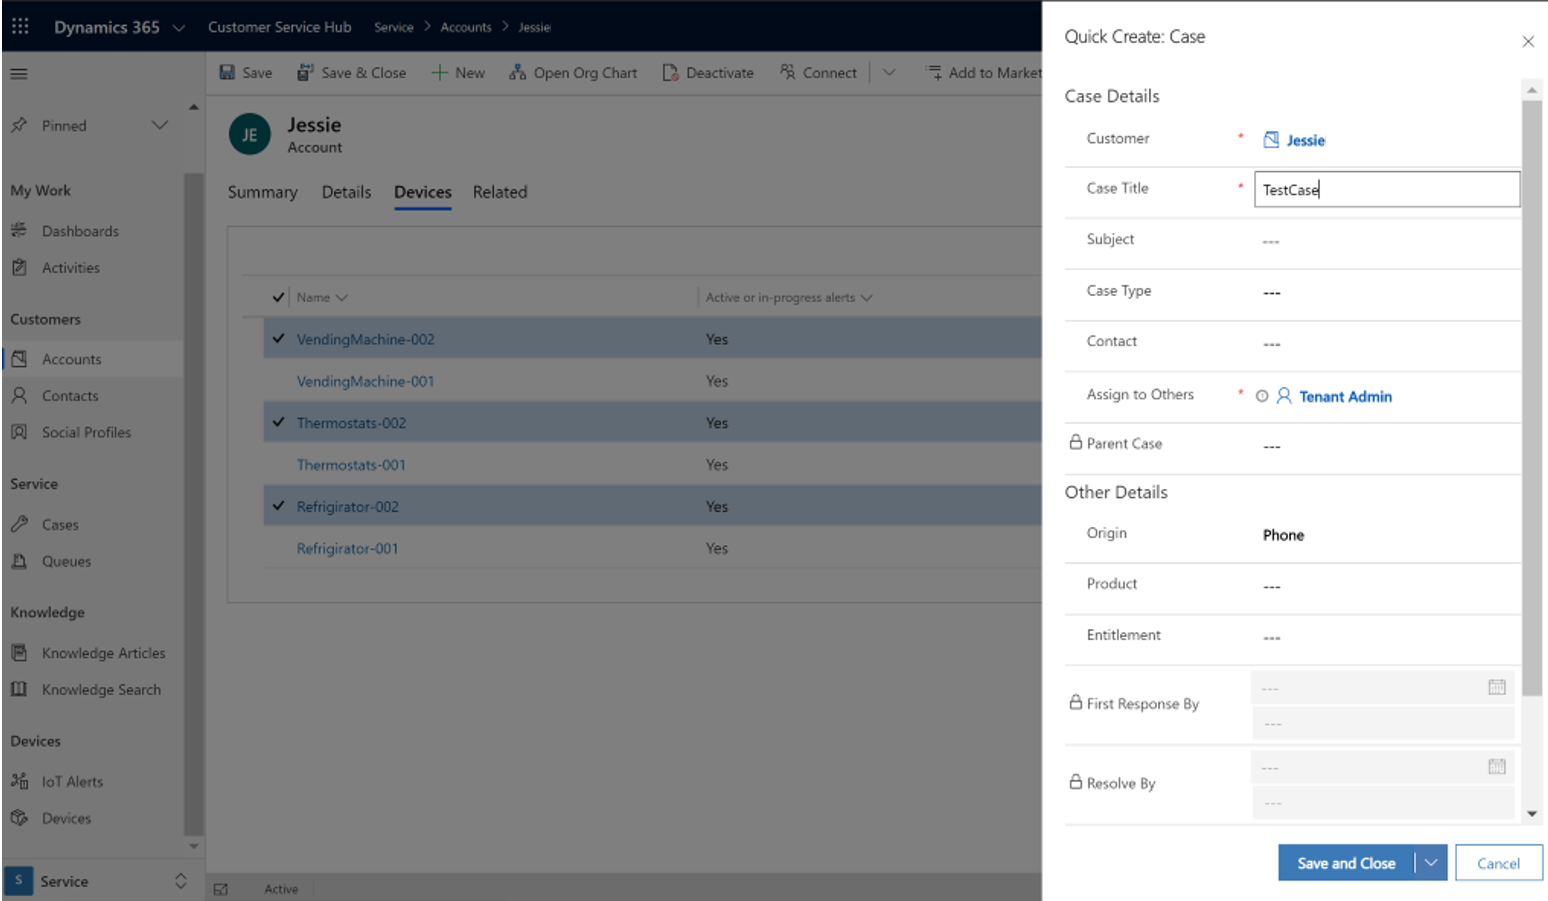 Dynamics 365
Customer Service Hub
Service > Accounts > Jessie
Save
Save & Close
New
Open Org Chart
Deactivate
Connect
Add to Market
Pinned
My Work
Dashboards
Activities
Customers
Accounts
Contacts
Social Profiles
Service
Cases
Queues
Knowledge
Knowledge Articles
Knowledge Search
Devices
IoT Alerts
Devices
S Service
JE
Jessie
Account
Summary Details Devices Related
Name Active or in-progress alerts
VendingMachine-002 Yes
VendingMachine-001 Yes
Thermostats-002 Yes
Thermostats-001 Yes
Refrigirator-002 Yes
Refrigirator-001 Yes
Active
Quick Create: Case
Case Details
Customer * Jessie
Case Title * TestCase
Subject ---
Case Type ---
Contact ---
Assign to Others * Tenant Admin
Parent Case ---
Other Details
Origin Phone
Product ---
Entitlement ---
First Response By ---
---
Resolve By ---
---
Save and Close
Cancel